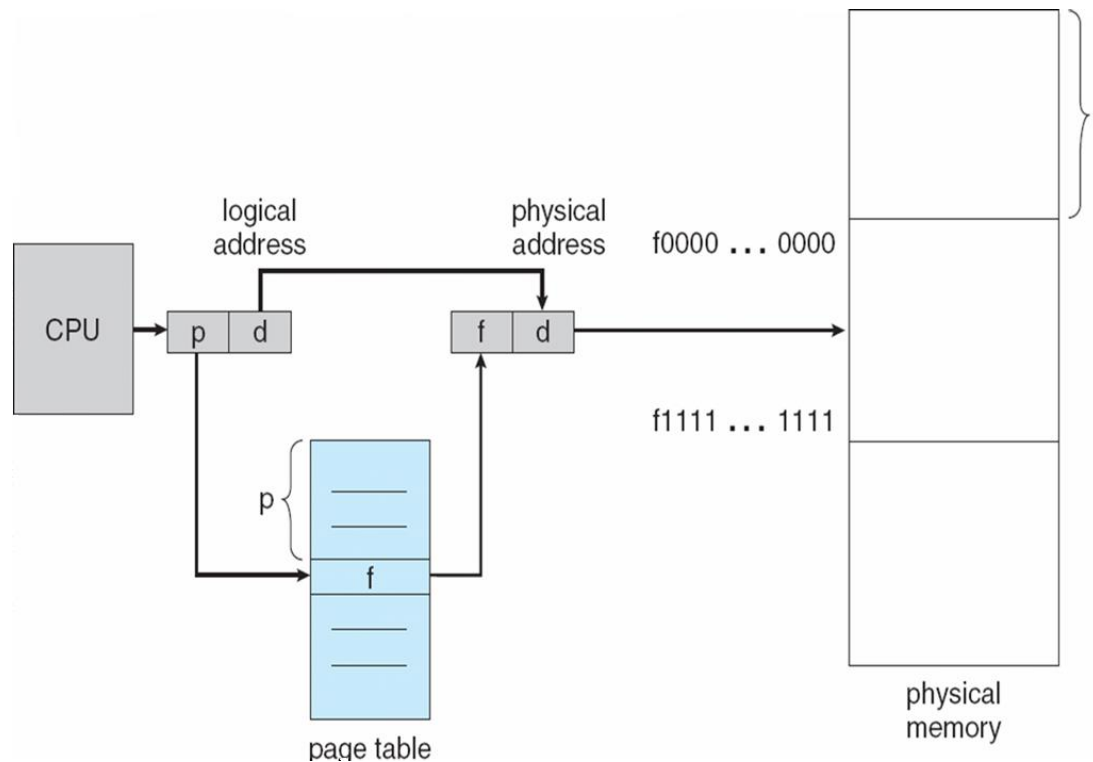 logical
address
physical
address
f0000 ... 0000
CPU
p
d
f
d
f1111 ... 1111
p
f
page table
physical
memory